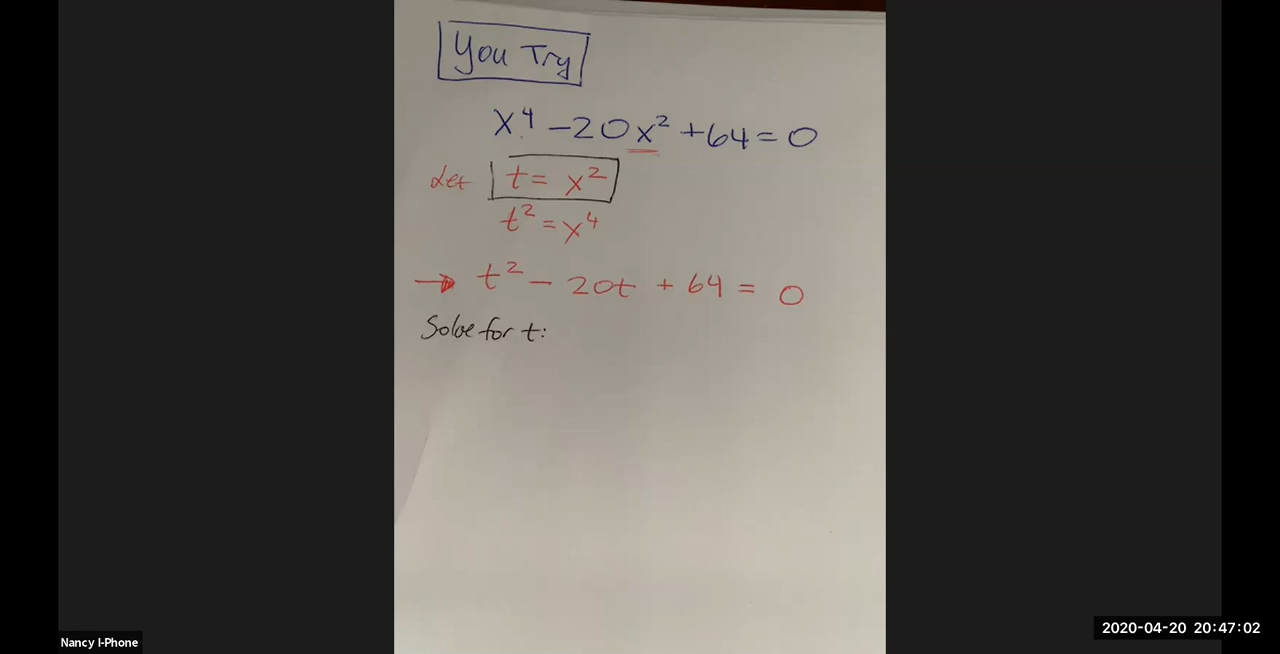 You Try
x⁴ - 20x² + 64 = 0
Let t = x²
t² = x⁴
→ t² - 20t + 64 = 0
Solve for t:
Nancy I-Phone
2020-04-20 20:47:02